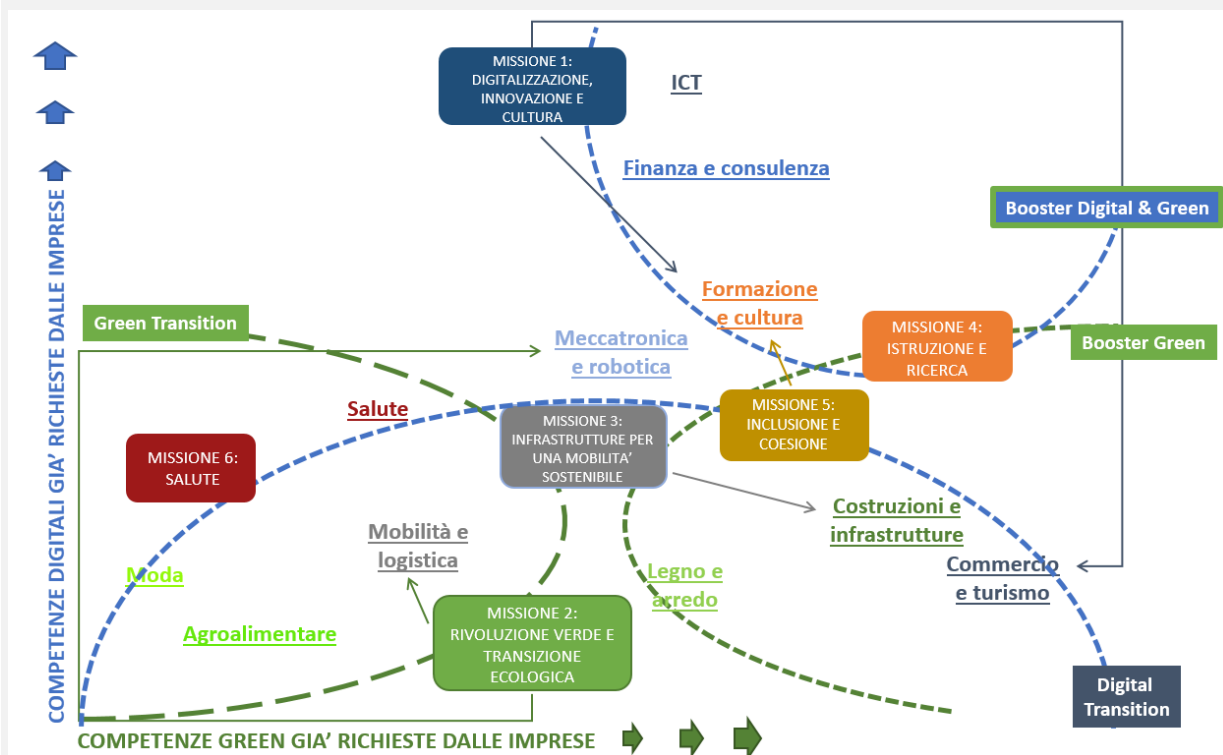 MISSIONE 1:
DIGITALIZZAZIONE,
INNOVAZIONE E
CULTURA
ICT
Finanza e consulenza
Booster Digital & Green
Formazione
e cultura
Green Transition
MISSIONE 4:
ISTRUZIONE E
RICERCA
Booster Green
Meccatronica
e robotica
Salute
MISSIONE 5:
INCLUSIONE E
COESIONE
MISSIONE 3:
INFRASTRUTTURE PER
UNA MOBILITA’
SOSTENIBILE
MISSIONE 6:
SALUTE
Costruzioni e
infrastrutture
Mobilità e
logistica
Commercio
e turismo
Moda
Legno e
arredo
Agroalimentare
MISSIONE 2:
RIVOLUZIONE VERDE E
TRANSIZIONE
ECOLOGICA
Digital
Transition
COMPETENZE DIGITALI GIA’ RICHIESTE DALLE IMPRESE
COMPETENZE GREEN GIA’ RICHIESTE DALLE IMPRESE